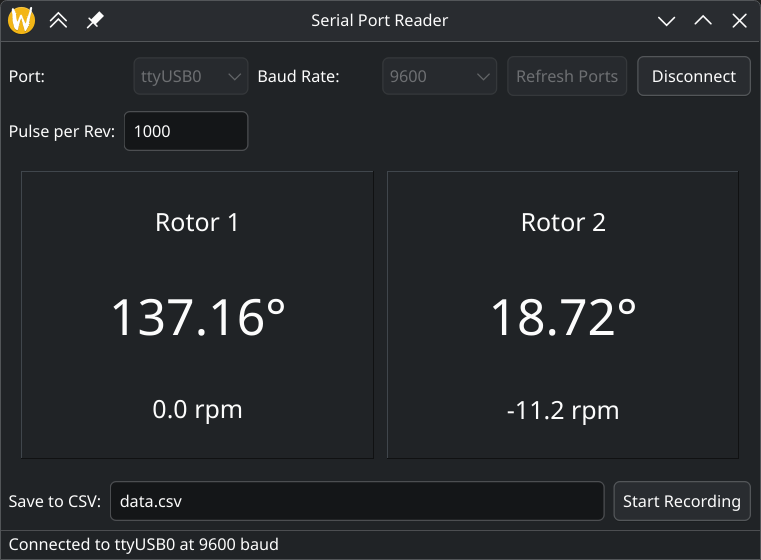 Serial Port Reader
Port: ttyUSB0 Baud Rate: 9600 Refresh Ports Disconnect
Pulse per Rev: 1000
Rotor 1
137.16°
0.0 rpm
Rotor 2
18.72°
-11.2 rpm
Save to CSV: data.csv Start Recording
Connected to ttyUSB0 at 9600 baud